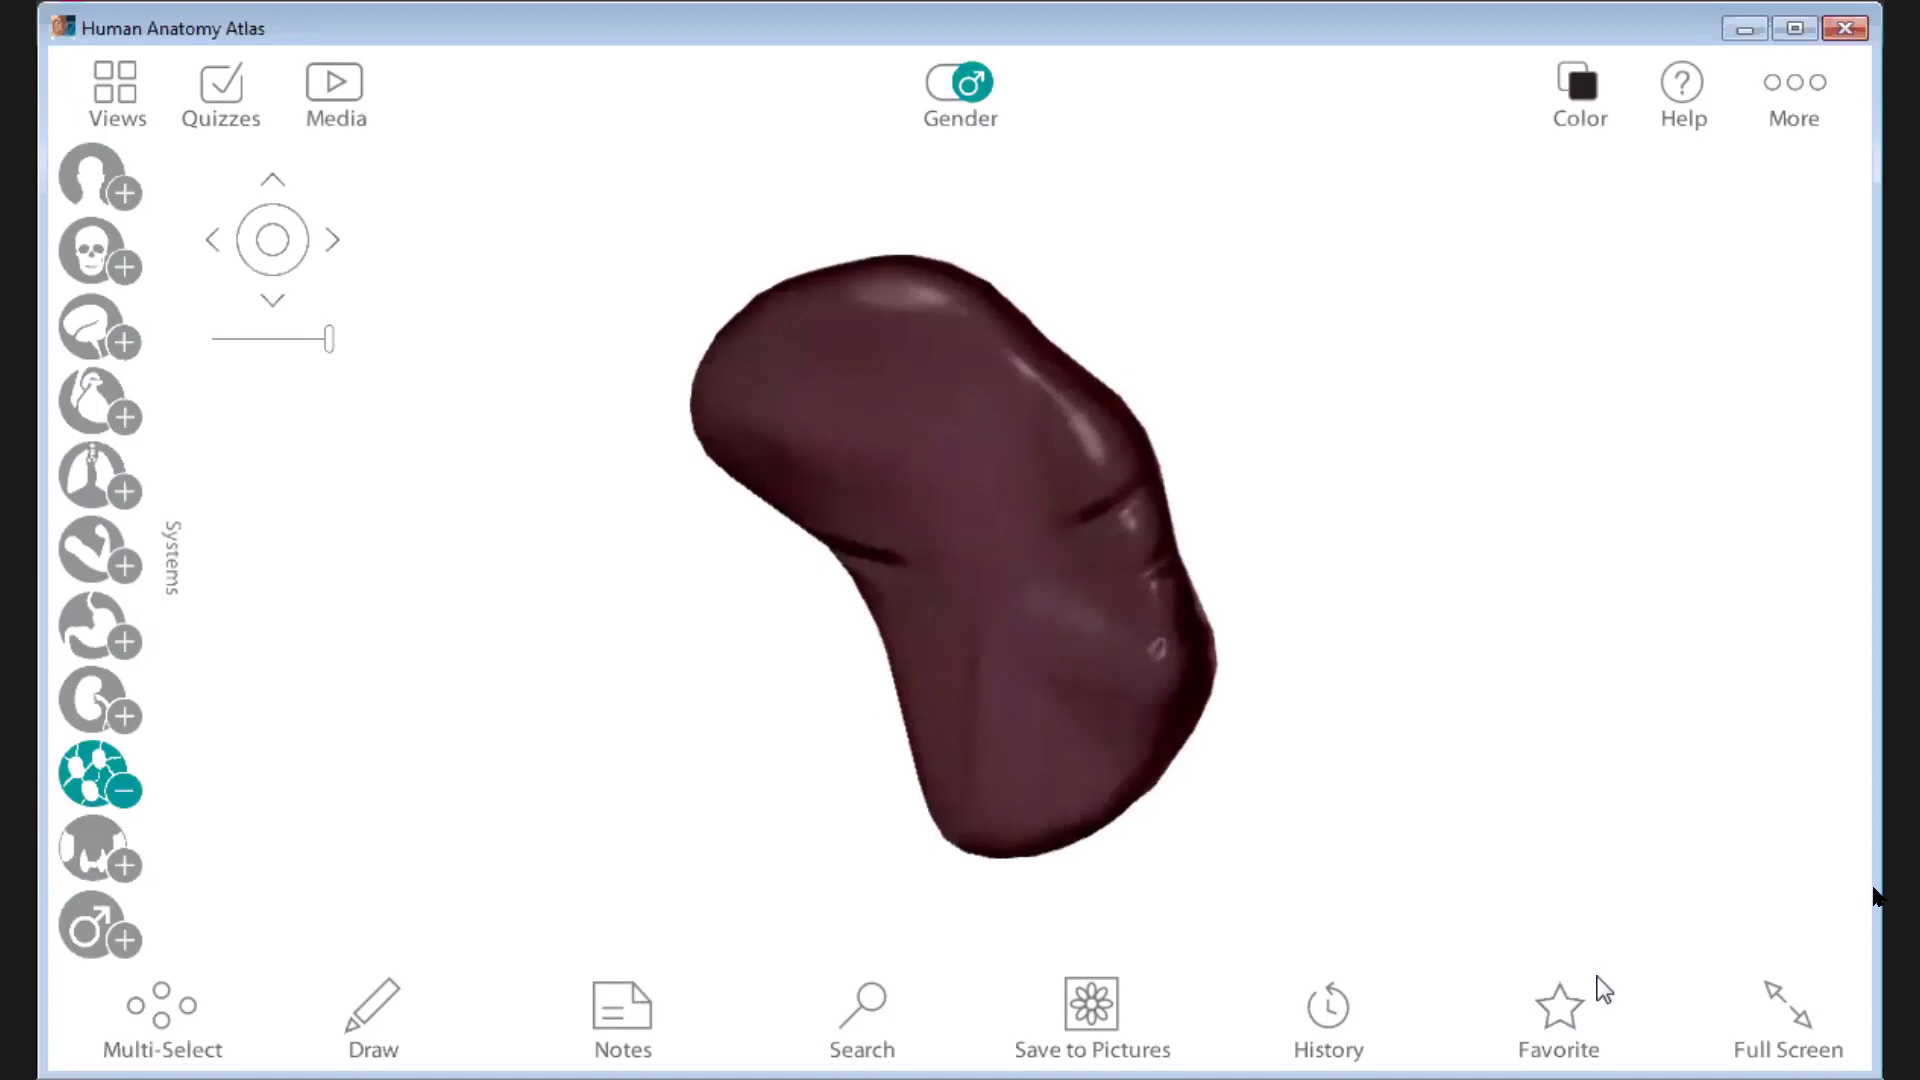 Human Anatomy Atlas
Views
Quizzes
Media
Gender
Color
Help
More
Systems
Multi-Select
Draw
Notes
Search
Save to Pictures
History
Favorite
Full Screen